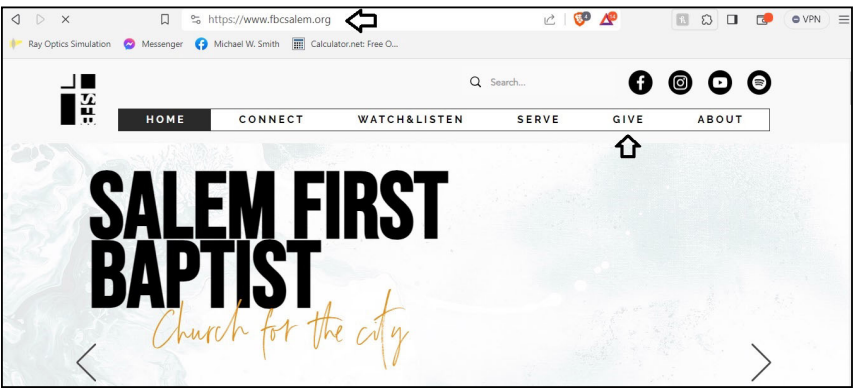 https://www.fbcsalem.org
VPN
Ray Optics Simulation Messenger Michael W. Smith Calculator.net: Free O...
Search...
SFB
HOME CONNECT WATCH&LISTEN SERVE GIVE ABOUT
SALEM FIRST
BAPTIST
Church for the city